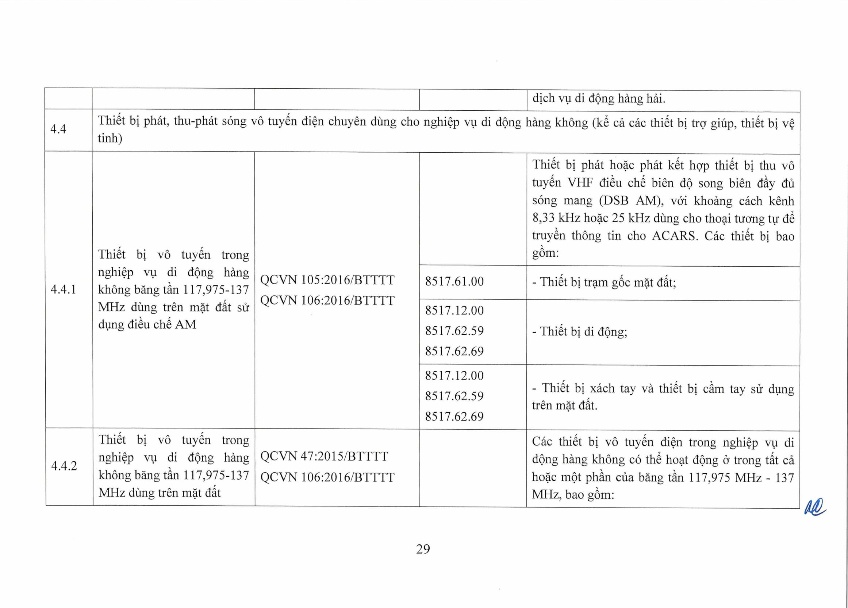 dịch vụ di động hàng hải.
4.4
Thiết bị phát, thu-phát sóng vô tuyến điện chuyên dùng cho nghiệp vụ di động hàng không (kể cả các thiết bị trợ giúp, thiết bị vệ
tinh)
4.4.1
Thiết bị vô tuyến trong
nghiệp vụ di động hàng
không băng tần 117,975-137
MHz dùng trên mặt đất sử
dụng điều chế AM
QCVN 105:2016/BTTTT
QCVN 106:2016/BTTTT
Thiết bị phát hoặc phát kết hợp thiết bị thu vô
tuyến VHF điều chế biên độ song biên đầy đủ
sóng mang (DSB AM), với khoảng cách kênh
8,33 kHz hoặc 25 kHz dùng cho thoại tương tự để
truyền thông tin cho ACARS. Các thiết bị bao
gồm:
8517.61.00
- Thiết bị trạm gốc mặt đất;
8517.12.00
8517.62.59
8517.62.69
- Thiết bị di động;
8517.12.00
8517.62.59
8517.62.69
- Thiết bị xách tay và thiết bị cầm tay sử dụng
trên mặt đất.
4.4.2
Thiết bị vô tuyến trong
nghiệp vụ di động hàng
không băng tần 117,975-137
MHz dùng trên mặt đất
QCVN 47:2015/BTTTT
QCVN 106:2016/BTTTT
Các thiết bị vô tuyến điện trong nghiệp vụ di
động hàng không có thể hoạt động ở trong tất cả
hoặc một phần của băng tần 117,975 MHz - 137
MHz, bao gồm:
29